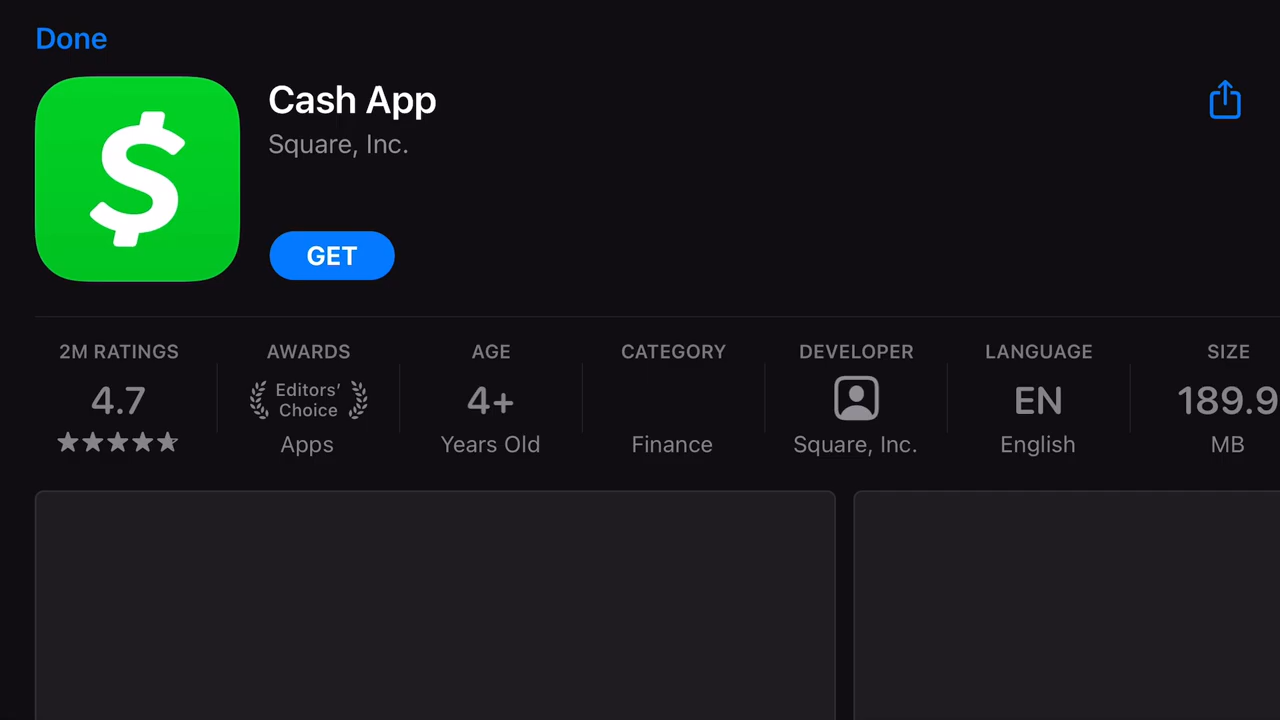 Done
$
Cash App
Square, Inc.
GET
2M RATINGS
4.7
AWARDS
Editors'
Choice
Apps
AGE
4+
Years Old
CATEGORY
Finance
DEVELOPER
Square, Inc.
LANGUAGE
EN
English
SIZE
189.9
MB